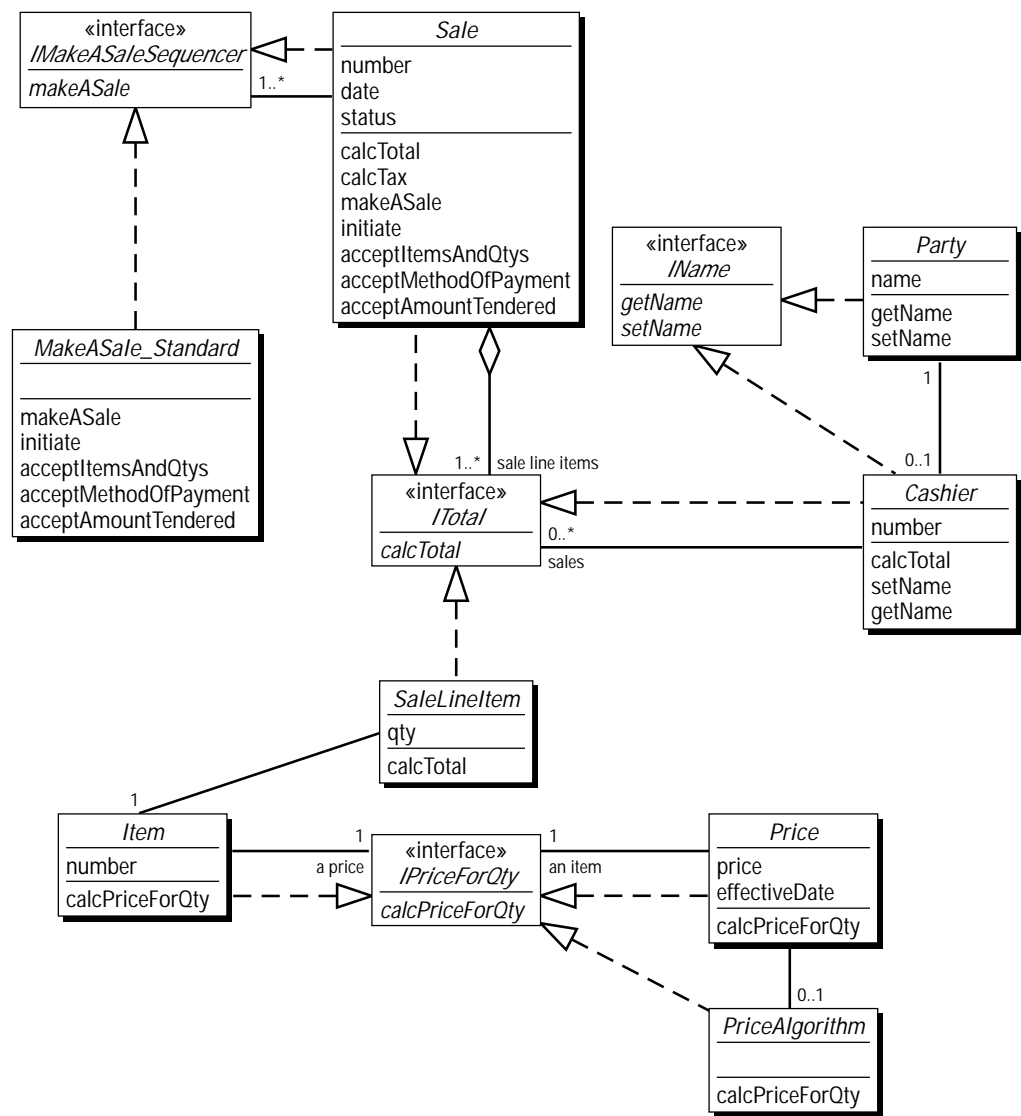 «interface»
IMakeASaleSequencer
makeASale
1..*
Sale
number
date
status
calcTotal
calcTax
makeASale
initiate
acceptItemsAndQtys
acceptMethodOfPayment
acceptAmountTendered
«interface»
IName
getName
setName
Party
name
getName
setName
MakeASale_Standard
makeASale
initiate
acceptItemsAndQtys
acceptMethodOfPayment
acceptAmountTendered
1
0..1
1..* sale line items
«interface»
ITotal
calcTotal
0..*
sales
Cashier
number
calcTotal
setName
getName
SaleLineItem
qty
calcTotal
1
Item
number
calcPriceForQty
1
a price
«interface»
IPriceForQty
calcPriceForQty
1
an item
Price
price
effectiveDate
calcPriceForQty
0..1
PriceAlgorithm
calcPriceForQty